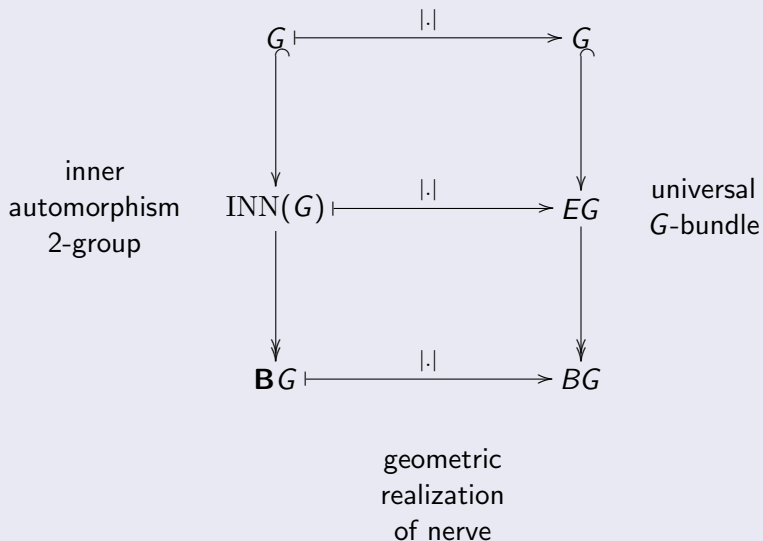 G |.| G
inner
automorphism
2-group
INN(G) |.| EG
universal
G-bundle
BG |.| BG
geometric
realization
of nerve